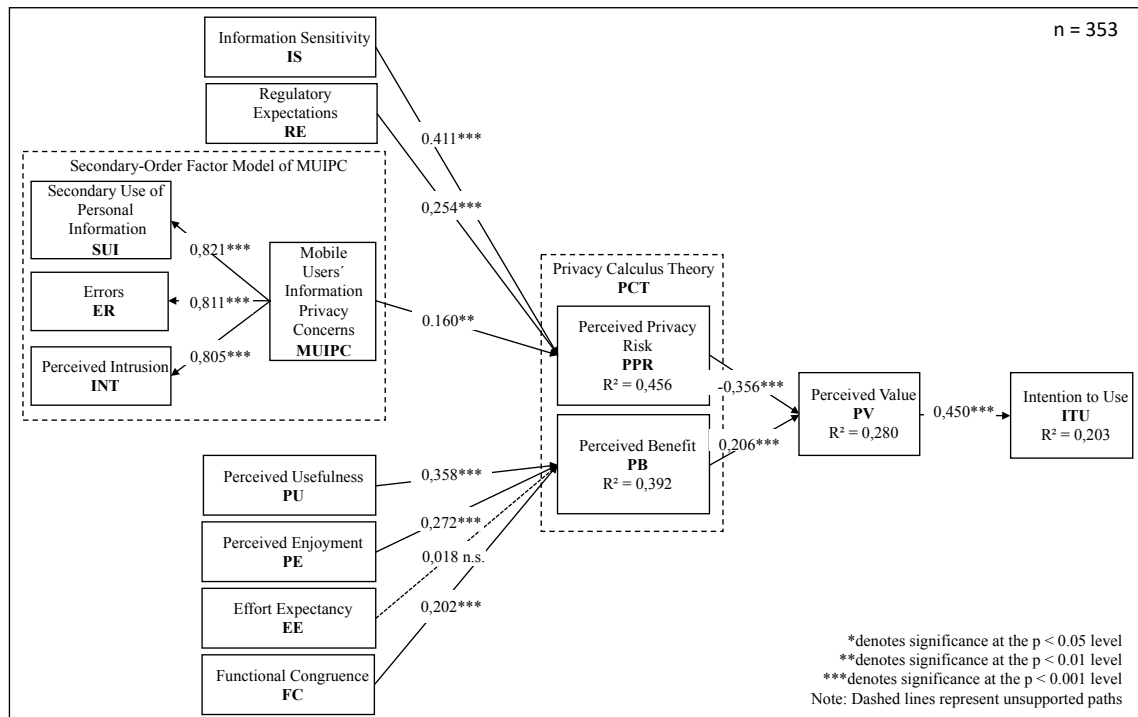 n = 353
Information Sensitivity
IS
Regulatory
Expectations
RE
0.411***
0,254***
Secondary-Order Factor Model of MUIPC
Secondary Use of
Personal
Information
SUI
Errors
ER
Perceived Intrusion
INT
0,821***
0,811***
0,805***
Mobile
Users´
Information
Privacy
Concerns
MUIPC
0.160**
Privacy Calculus Theory
PCT
Perceived Privacy
Risk
PPR
R² = 0,456
Perceived Benefit
PB
R² = 0,392
-0,356***
0,206***
Perceived Value
PV
R² = 0,280
0,450***
Intention to Use
ITU
R² = 0,203
Perceived Usefulness
PU
Perceived Enjoyment
PE
Effort Expectancy
EE
Functional Congruence
FC
0,358***
0,272***
0,018 n.s.
0,202***
*denotes significance at the p < 0.05 level
**denotes significance at the p < 0.01 level
***denotes significance at the p < 0.001 level
Note: Dashed lines represent unsupported paths